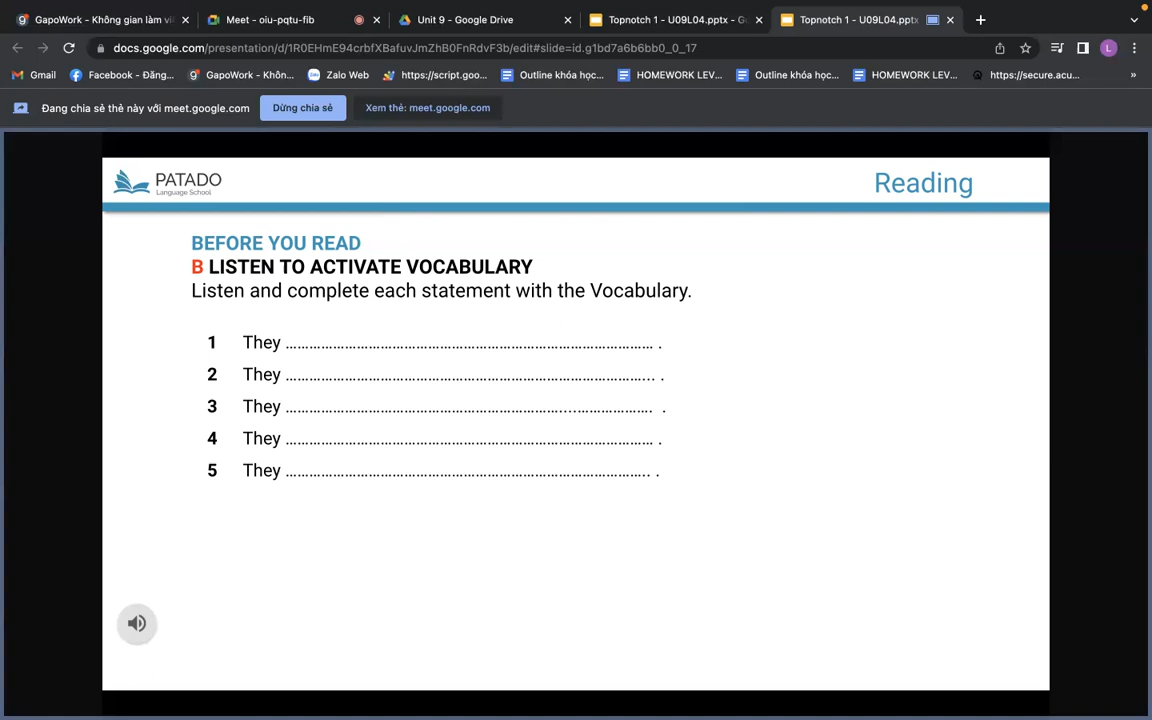 GapoWork - Không gian làm vi
Meet - oiu-pqtu-fib
Unit 9 - Google Drive
Topnotch 1 - U09L04.pptx - G
Topnotch 1 - U09L04.pptx
docs.google.com/presentation/d/1R0EHmE94crbfXBafuvJmZhB0FnRdvF3b/edit#slide=id.g1bd7a6b6bb0_0_17
L
Gmail
Facebook - Đăng...
GapoWork - Khôn...
Zalo Web
https://script.goo...
Outline khóa học...
HOMEWORK LEV...
Outline khóa học...
HOMEWORK LEV...
https://secure.acu...
»
Đang chia sẻ thẻ này với meet.google.com
Dừng chia sẻ
Xem thẻ: meet.google.com
PATADO
Language School
Reading
BEFORE YOU READ
B LISTEN TO ACTIVATE VOCABULARY
Listen and complete each statement with the Vocabulary.
1 They ........................................................................... .
2 They ........................................................................... .
3 They ........................................................................... .
4 They ........................................................................... .
5 They ........................................................................... .